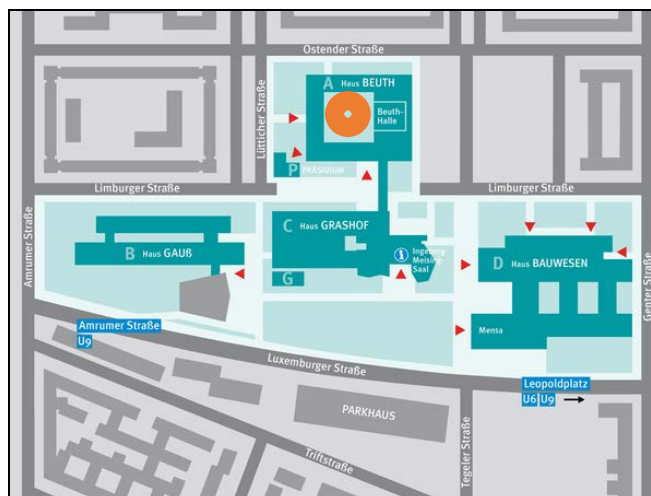 Ostender Straße
Lütticher Straße
A Haus BEUTH
Beuth-
Halle
P PRÄSIDIUM
Limburger Straße
Limburger Straße
Amrumer Straße
C Haus GRASHOF
B Haus GAUß
i Ingeborg-
Meising-
Saal
D Haus BAUWESEN
G
Genter Straße
Mensa
Amrumer Straße
U9
Luxemburger Straße
Leopoldplatz
U6 U9
PARKHAUS
Triftstraße
Tegeler Straße